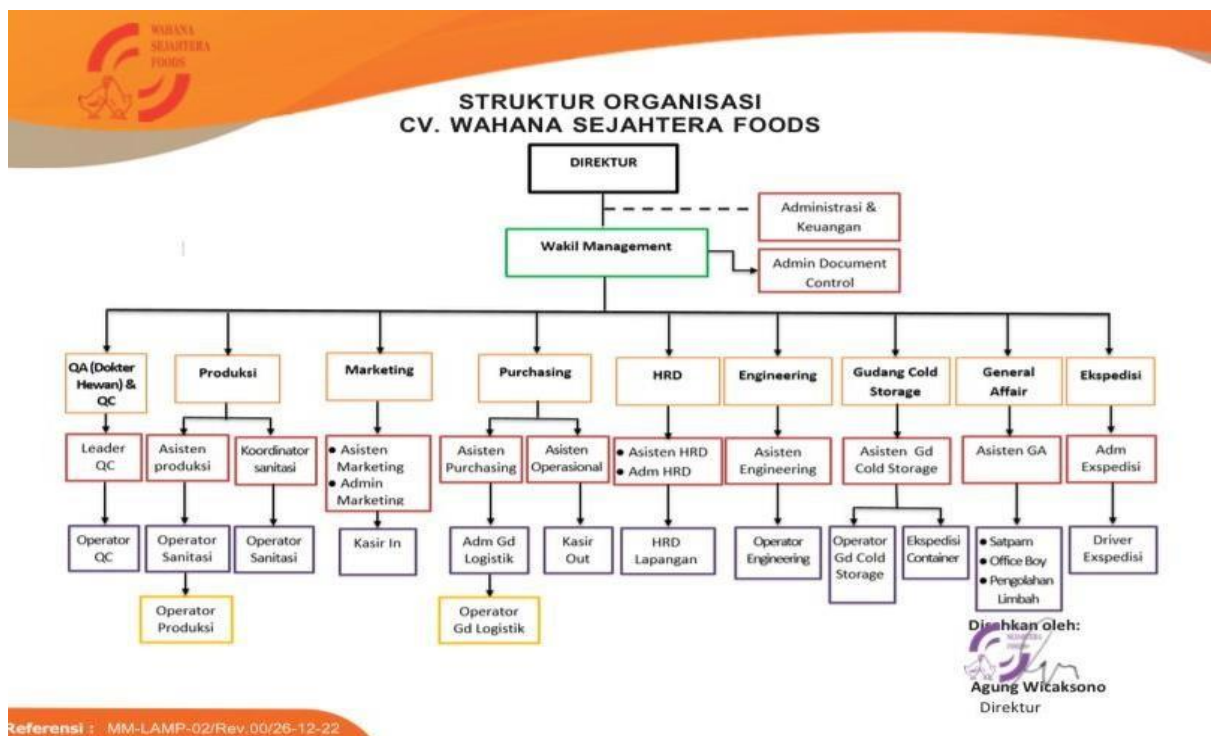 WAHANA
SEJAHTERA
FOODS
STRUKTUR ORGANISASI
CV. WAHANA SEJAHTERA FOODS
DIREKTUR
Administrasi &
Keuangan
Wakil Management
Admin Document
Control
QA (Dokter
Hewan) &
QC
Produksi
Marketing
Purchasing
HRD
Engineering
Gudang Cold
Storage
General
Affair
Ekspedisi
Leader
QC
Asisten
produksi
Koordinator
sanitasi
• Asisten
Marketing
• Admin
Marketing
Asisten
Purchasing
Asisten
Operasional
• Asisten HRD
• Adm HRD
Asisten
Engineering
Asisten Gd
Cold Storage
Asisten GA
Adm
Exspedisi
Operator
QC
Operator
Sanitasi
Operator
Sanitasi
Kasir In
Adm Gd
Logistik
Kasir
Out
HRD
Lapangan
Operator
Engineering
Operator
Gd Cold
Storage
Ekspedisi
Container
• Satpam
• Office Boy
• Pengolahan
Limbah
Driver
Exspedisi
Operator
Produksi
Operator
Gd Logistik
Disahkan oleh:
SEJAHTERA
FOODS
Agung Wicaksono
Direktur
Referensi : MM-LAMP-02/Rev.00/26-12-22